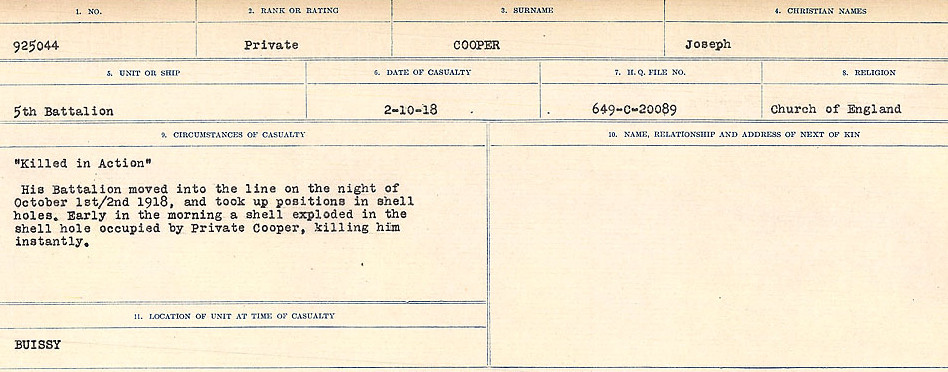 1. NO. 2. RANK OR RATING 3. SURNAME 4. CHRISTIAN NAMES
925044 Private COOPER Joseph
5. UNIT OR SHIP 6. DATE OF CASUALTY 7. H. Q. FILE NO. 8. RELIGION
5th Battalion 2-10-18 649-C-20089 Church of England
9. CIRCUMSTANCES OF CASUALTY 10. NAME, RELATIONSHIP AND ADDRESS OF NEXT OF KIN
"Killed in Action"
His Battalion moved into the line on the night of
October 1st/2nd 1918, and took up positions in shell
holes. Early in the morning a shell exploded in the
shell hole occupied by Private Cooper, killing him
instantly.
11. LOCATION OF UNIT AT TIME OF CASUALTY
BUISSY